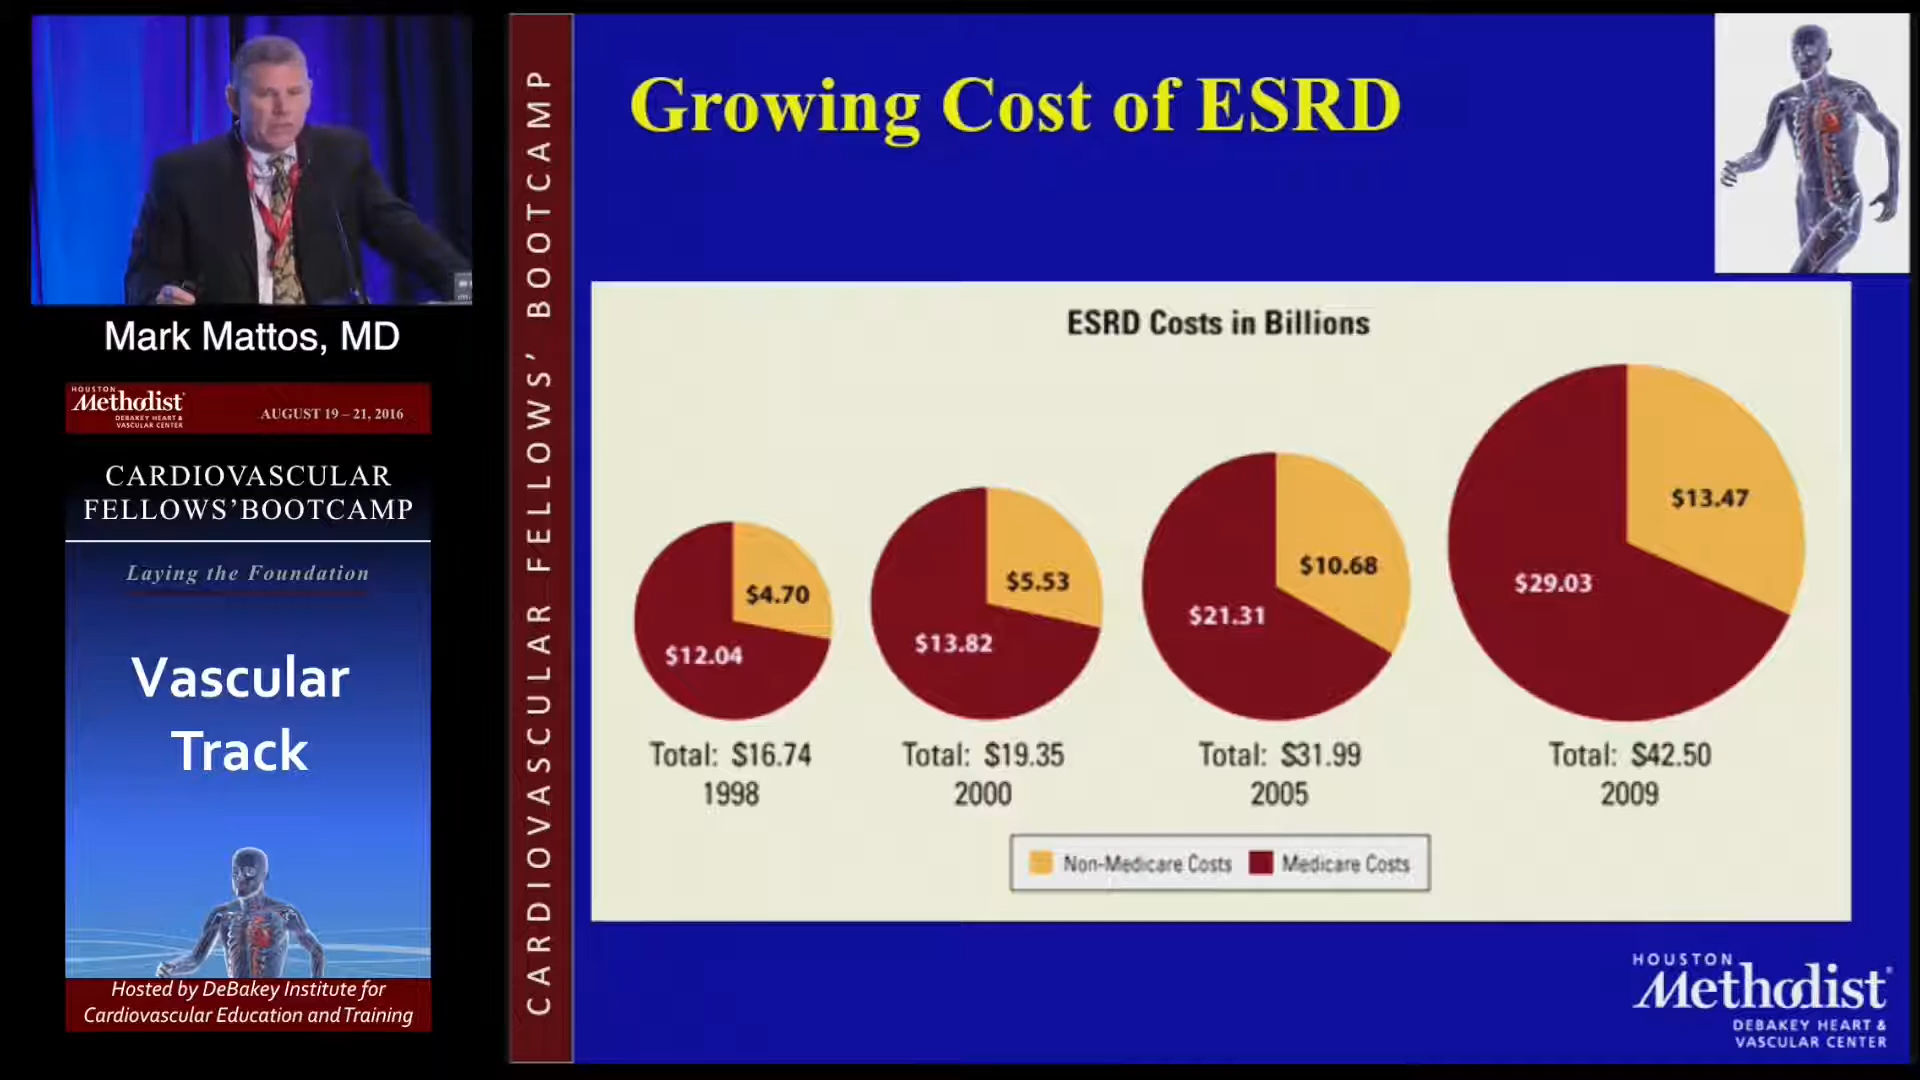 Mark Mattos, MD
HOUSTON
Methodist
DEBAKEY HEART &
VASCULAR CENTER
AUGUST 19 – 21, 2016
CARDIOVASCULAR
FELLOWS'BOOTCAMP
Laying the Foundation
Vascular
Track
Hosted by DeBakey Institute for
Cardiovascular Education and Training
CARDIOVASCULAR FELLOWS' BOOTCAMP
Growing Cost of ESRD
ESRD Costs in Billions
$4.70
$12.04
Total: $16.74
1998
$5.53
$13.82
Total: $19.35
2000
$10.68
$21.31
Total: $31.99
2005
$13.47
$29.03
Total: $42.50
2009
Non-Medicare Costs
Medicare Costs
HOUSTON
Methodist
DEBAKEY HEART &
VASCULAR CENTER